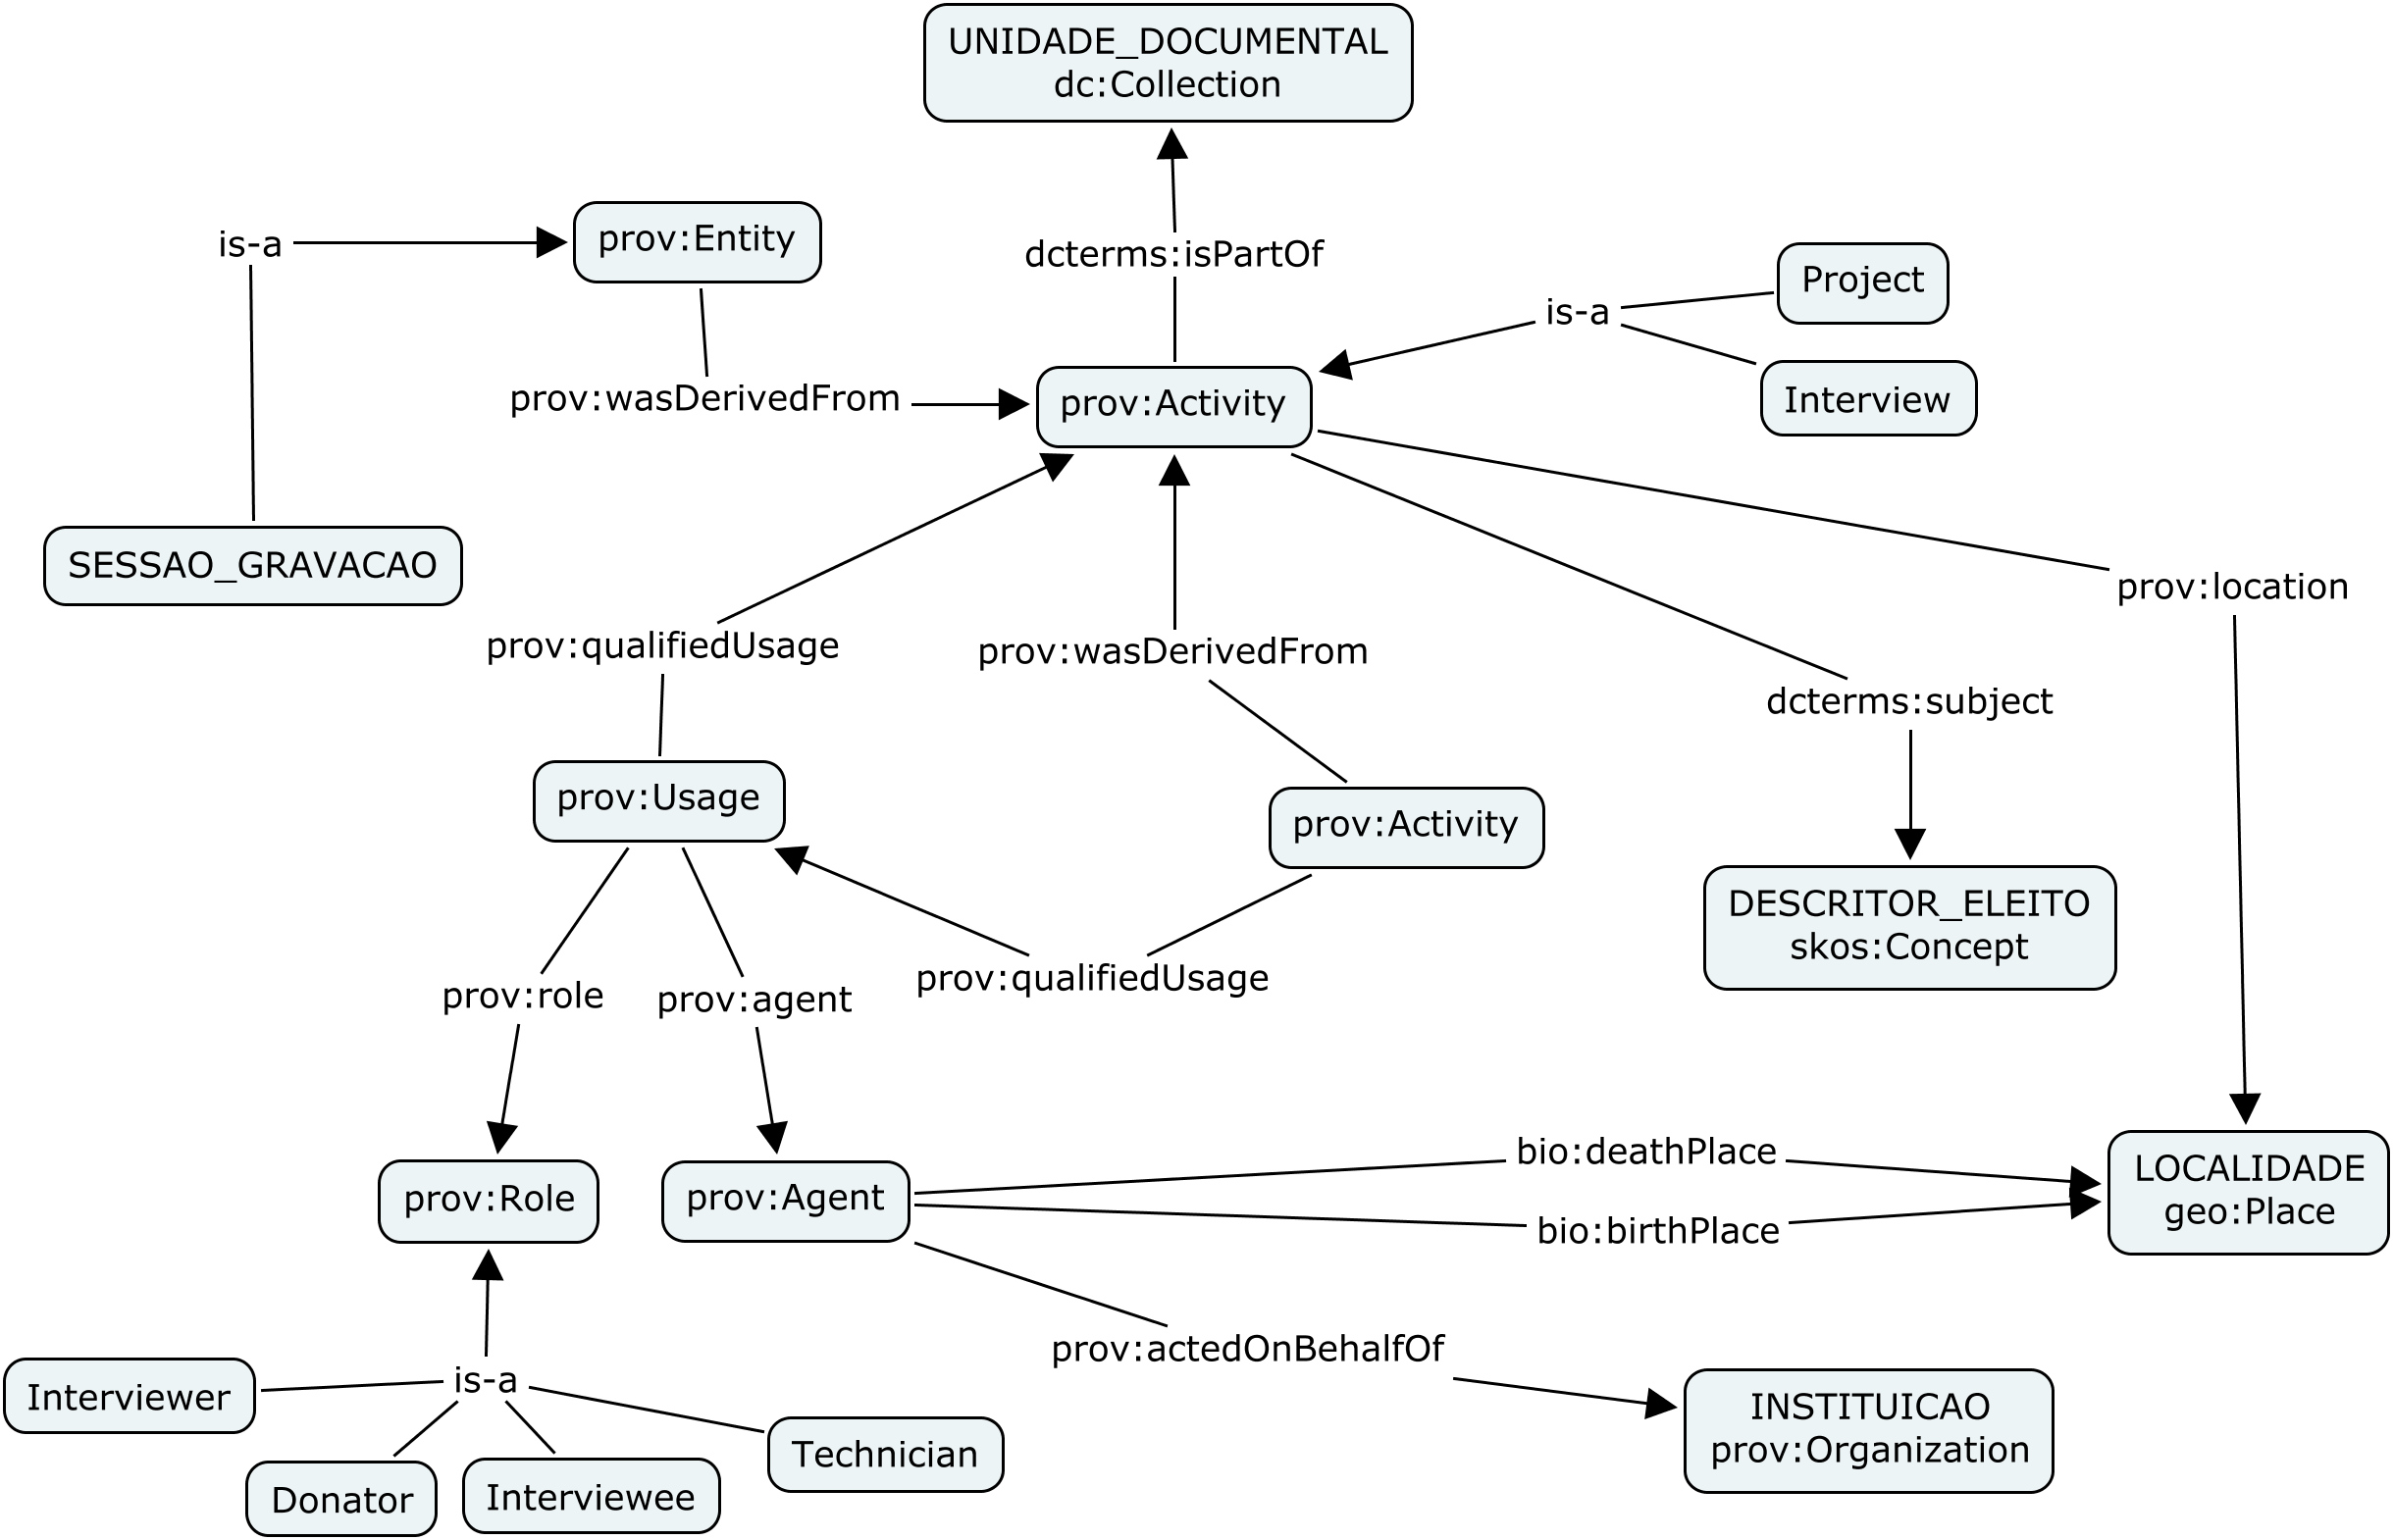 UNIDADE_DOCUMENTAL
dc:Collection
is-a
prov:Entity
dcterms:isPartOf
Project
is-a
Interview
prov:wasDerivedFrom
prov:Activity
SESSAO_GRAVACAO
prov:location
prov:qualifiedUsage
prov:wasDerivedFrom
dcterms:subject
prov:Usage
prov:Activity
DESCRITOR_ELEITO
skos:Concept
prov:role
prov:agent
prov:qualifiedUsage
prov:Role
prov:Agent
bio:deathPlace
bio:birthPlace
LOCALIDADE
geo:Place
prov:actedOnBehalfOf
Interviewer
is-a
Donator
Interviewee
Technician
INSTITUICAO
prov:Organization